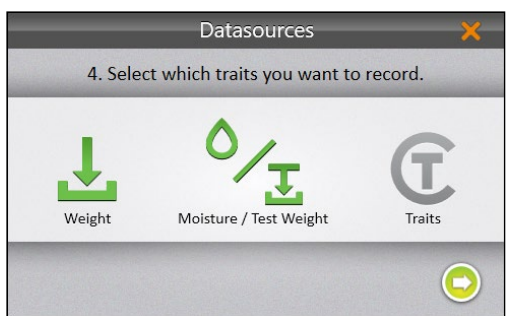 Datasources
4. Select which traits you want to record.
Weight
Moisture / Test Weight
Traits